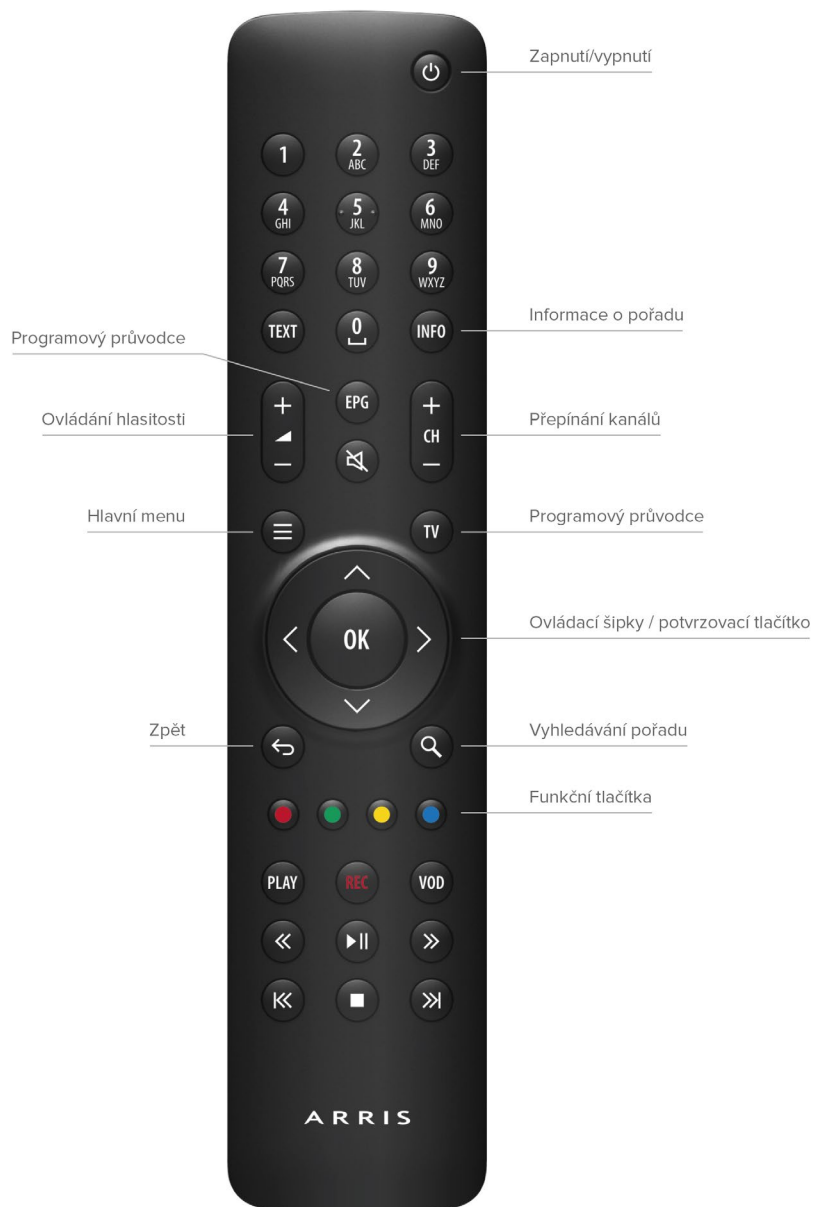 Zapnutí/vypnutí
1
2
ABC
3
DEF
4
GHI
5
JKL
6
MNO
7
PQRS
8
TUV
9
WXYZ
TEXT
0
INFO
Informace o pořadu
Programový průvodce
EPG
Ovládání hlasitosti
+
−
+
CH
−
Přepínání kanálů
Hlavní menu
TV
Programový průvodce
OK
Ovládací šipky / potvrzovací tlačítko
Zpět
Vyhledávání pořadu
Funkční tlačítka
PLAY
REC
VOD
ARRIS